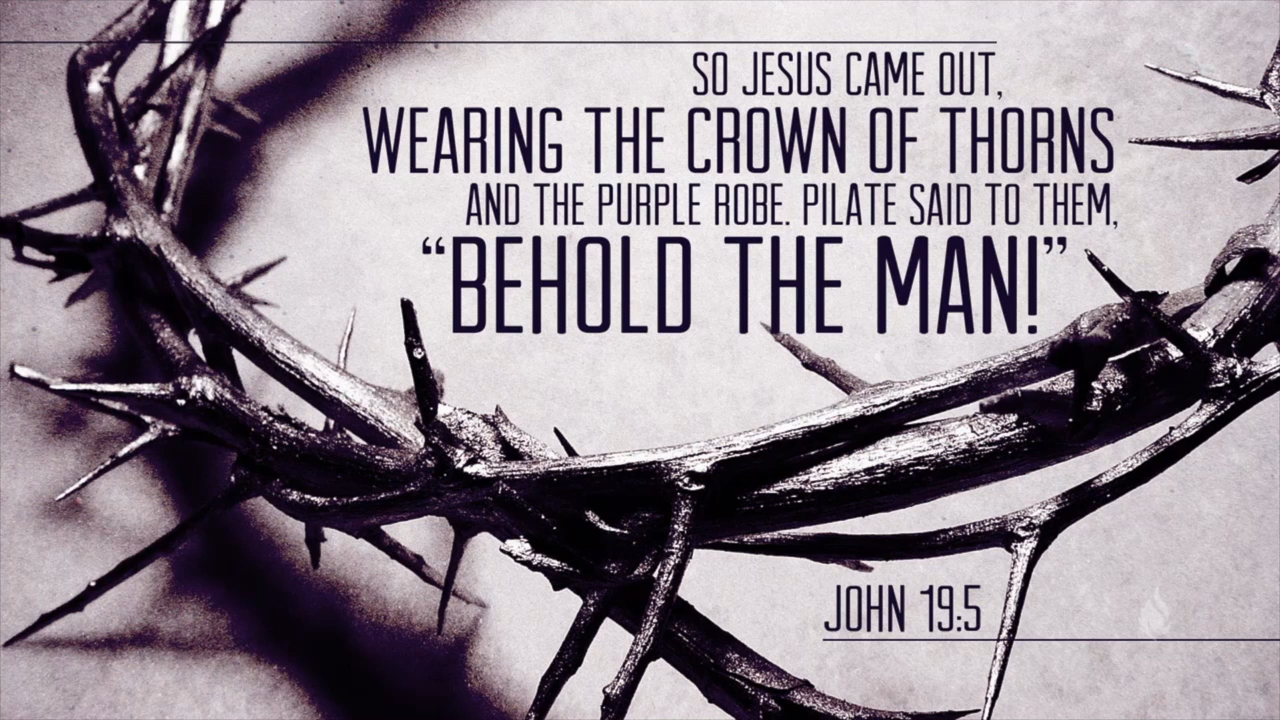 SO JESUS CAME OUT,
WEARING THE CROWN OF THORNS
AND THE PURPLE ROBE. PILATE SAID TO THEM,
“BEHOLD THE MAN!”
JOHN 19:5